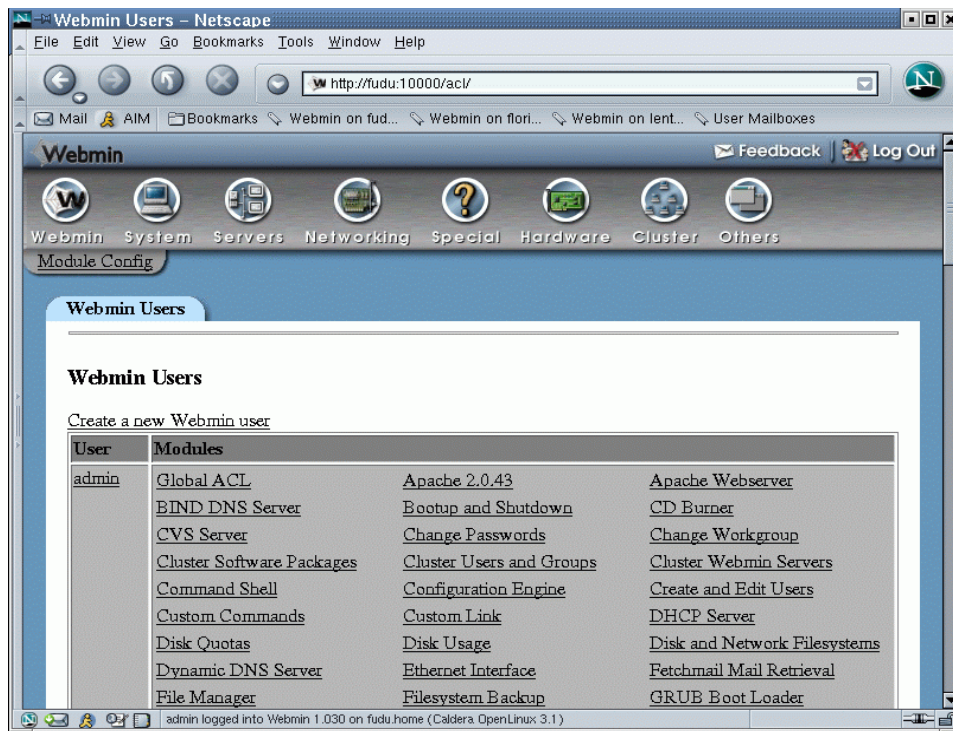 Webmin Users – Netscape
File Edit View Go Bookmarks Tools Window Help
http://fudu:10000/acl/
N
Mail AIM Bookmarks Webmin on fud... Webmin on flori... Webmin on lent... User Mailboxes
Webmin Feedback Log Out
Webmin System Servers Networking Special Hardware Cluster Others
Module Config
Webmin Users
Webmin Users
Create a new Webmin user
User Modules
admin Global ACL Apache 2.0.43 Apache Webserver
BIND DNS Server Bootup and Shutdown CD Burner
CVS Server Change Passwords Change Workgroup
Cluster Software Packages Cluster Users and Groups Cluster Webmin Servers
Command Shell Configuration Engine Create and Edit Users
Custom Commands Custom Link DHCP Server
Disk Quotas Disk Usage Disk and Network Filesystems
Dynamic DNS Server Ethernet Interface Fetchmail Mail Retrieval
File Manager Filesystem Backup GRUB Boot Loader
admin logged into Webmin 1.030 on fudu.home (Caldera OpenLinux 3.1)